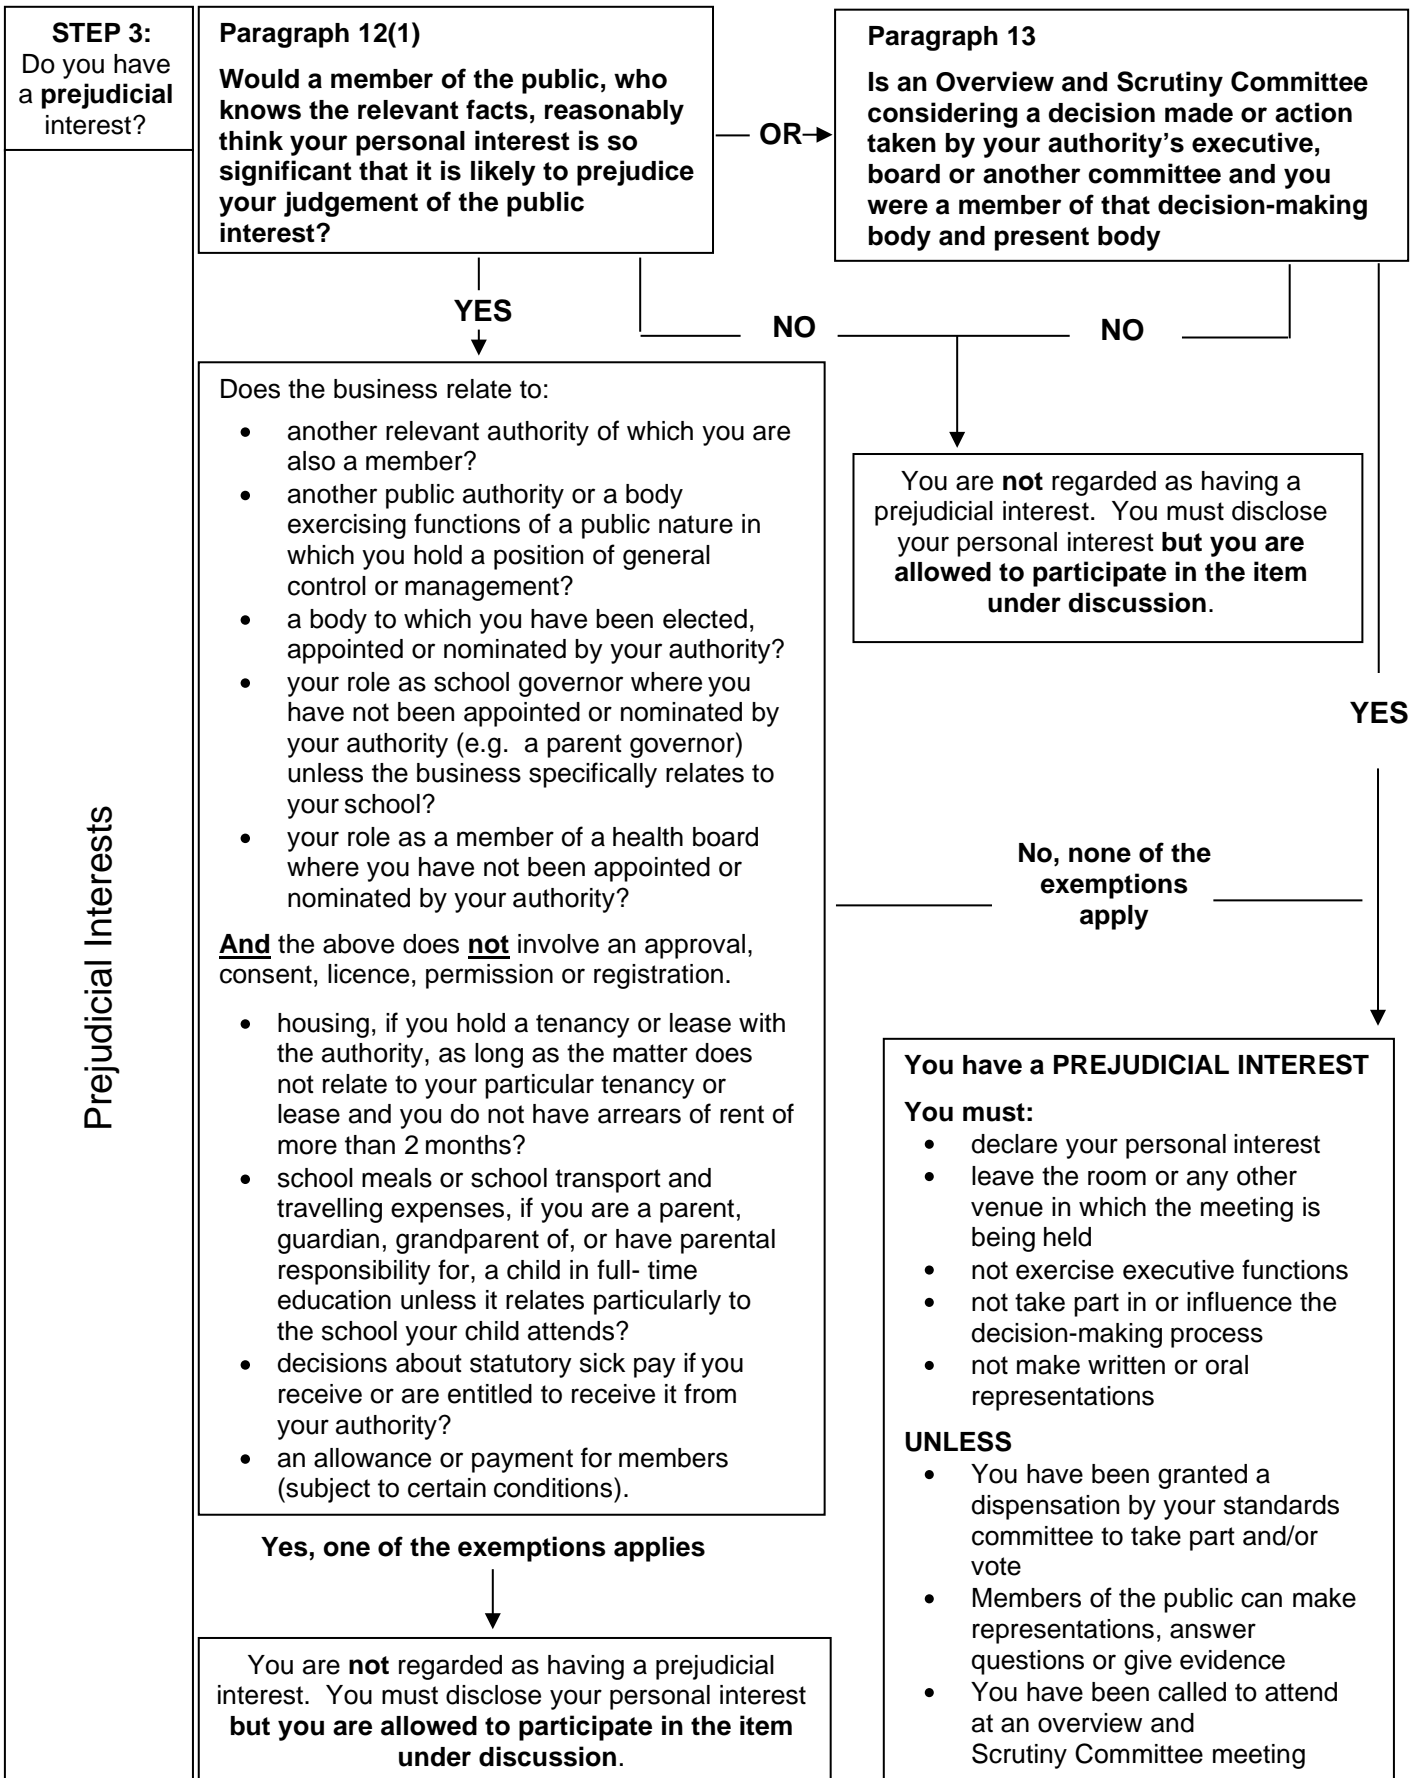 STEP 3:
Do you have
a prejudicial
interest?
Prejudicial Interests
Paragraph 12(1)
Would a member of the public, who
knows the relevant facts, reasonably
think your personal interest is so
significant that it is likely to prejudice
your judgement of the public
interest?
OR
Paragraph 13
Is an Overview and Scrutiny Committee
considering a decision made or action
taken by your authority’s executive,
board or another committee and you
were a member of that decision-making
body and present body
YES
NO
NO
Does the business relate to:
• another relevant authority of which you are
also a member?
• another public authority or a body
exercising functions of a public nature in
which you hold a position of general
control or management?
• a body to which you have been elected,
appointed or nominated by your authority?
• your role as school governor where you
have not been appointed or nominated by
your authority (e.g. a parent governor)
unless the business specifically relates to
your school?
• your role as a member of a health board
where you have not been appointed or
nominated by your authority?
And the above does not involve an approval,
consent, licence, permission or registration.
• housing, if you hold a tenancy or lease with
the authority, as long as the matter does
not relate to your particular tenancy or
lease and you do not have arrears of rent of
more than 2 months?
• school meals or school transport and
travelling expenses, if you are a parent,
guardian, grandparent of, or have parental
responsibility for, a child in full- time
education unless it relates particularly to
the school your child attends?
• decisions about statutory sick pay if you
receive or are entitled to receive it from
your authority?
• an allowance or payment for members
(subject to certain conditions).
You are not regarded as having a
prejudicial interest. You must disclose
your personal interest but you are
allowed to participate in the item
under discussion.
YES
No, none of the
exemptions
apply
Yes, one of the exemptions applies
You are not regarded as having a prejudicial
interest. You must disclose your personal interest
but you are allowed to participate in the item
under discussion.
You have a PREJUDICIAL INTEREST
You must:
• declare your personal interest
• leave the room or any other
venue in which the meeting is
being held
• not exercise executive functions
• not take part in or influence the
decision-making process
• not make written or oral
representations
UNLESS
• You have been granted a
dispensation by your standards
committee to take part and/or
vote
• Members of the public can make
representations, answer
questions or give evidence
• You have been called to attend
at an overview and
Scrutiny Committee meeting